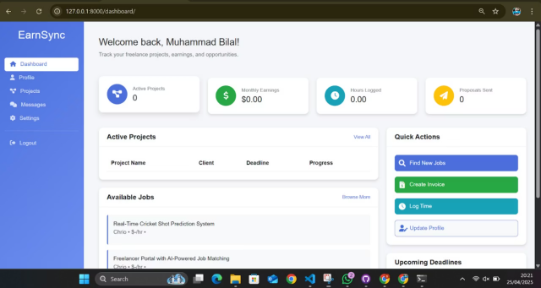 127.0.0.1:8000/dashboard/
EarnSync
Dashboard
Profile
Projects
Messages
Settings
Logout
Welcome back, Muhammad Bilal!
Track your freelance projects, earnings, and opportunities.
Active Projects
0
Monthly Earnings
$0.00
Hours Logged
0.00
Proposals Sent
0
Active Projects
View All
Project Name Client Deadline Progress
Available Jobs
Browse More
Real-Time Cricket Shot Prediction System
Chris • $-/hr •
Freelancer Portal with AI-Powered Job Matching
Chris • $-/hr •
Quick Actions
Find New Jobs
Create Invoice
Log Time
Update Profile
Upcoming Deadlines
Search
20:21
25/04/2025